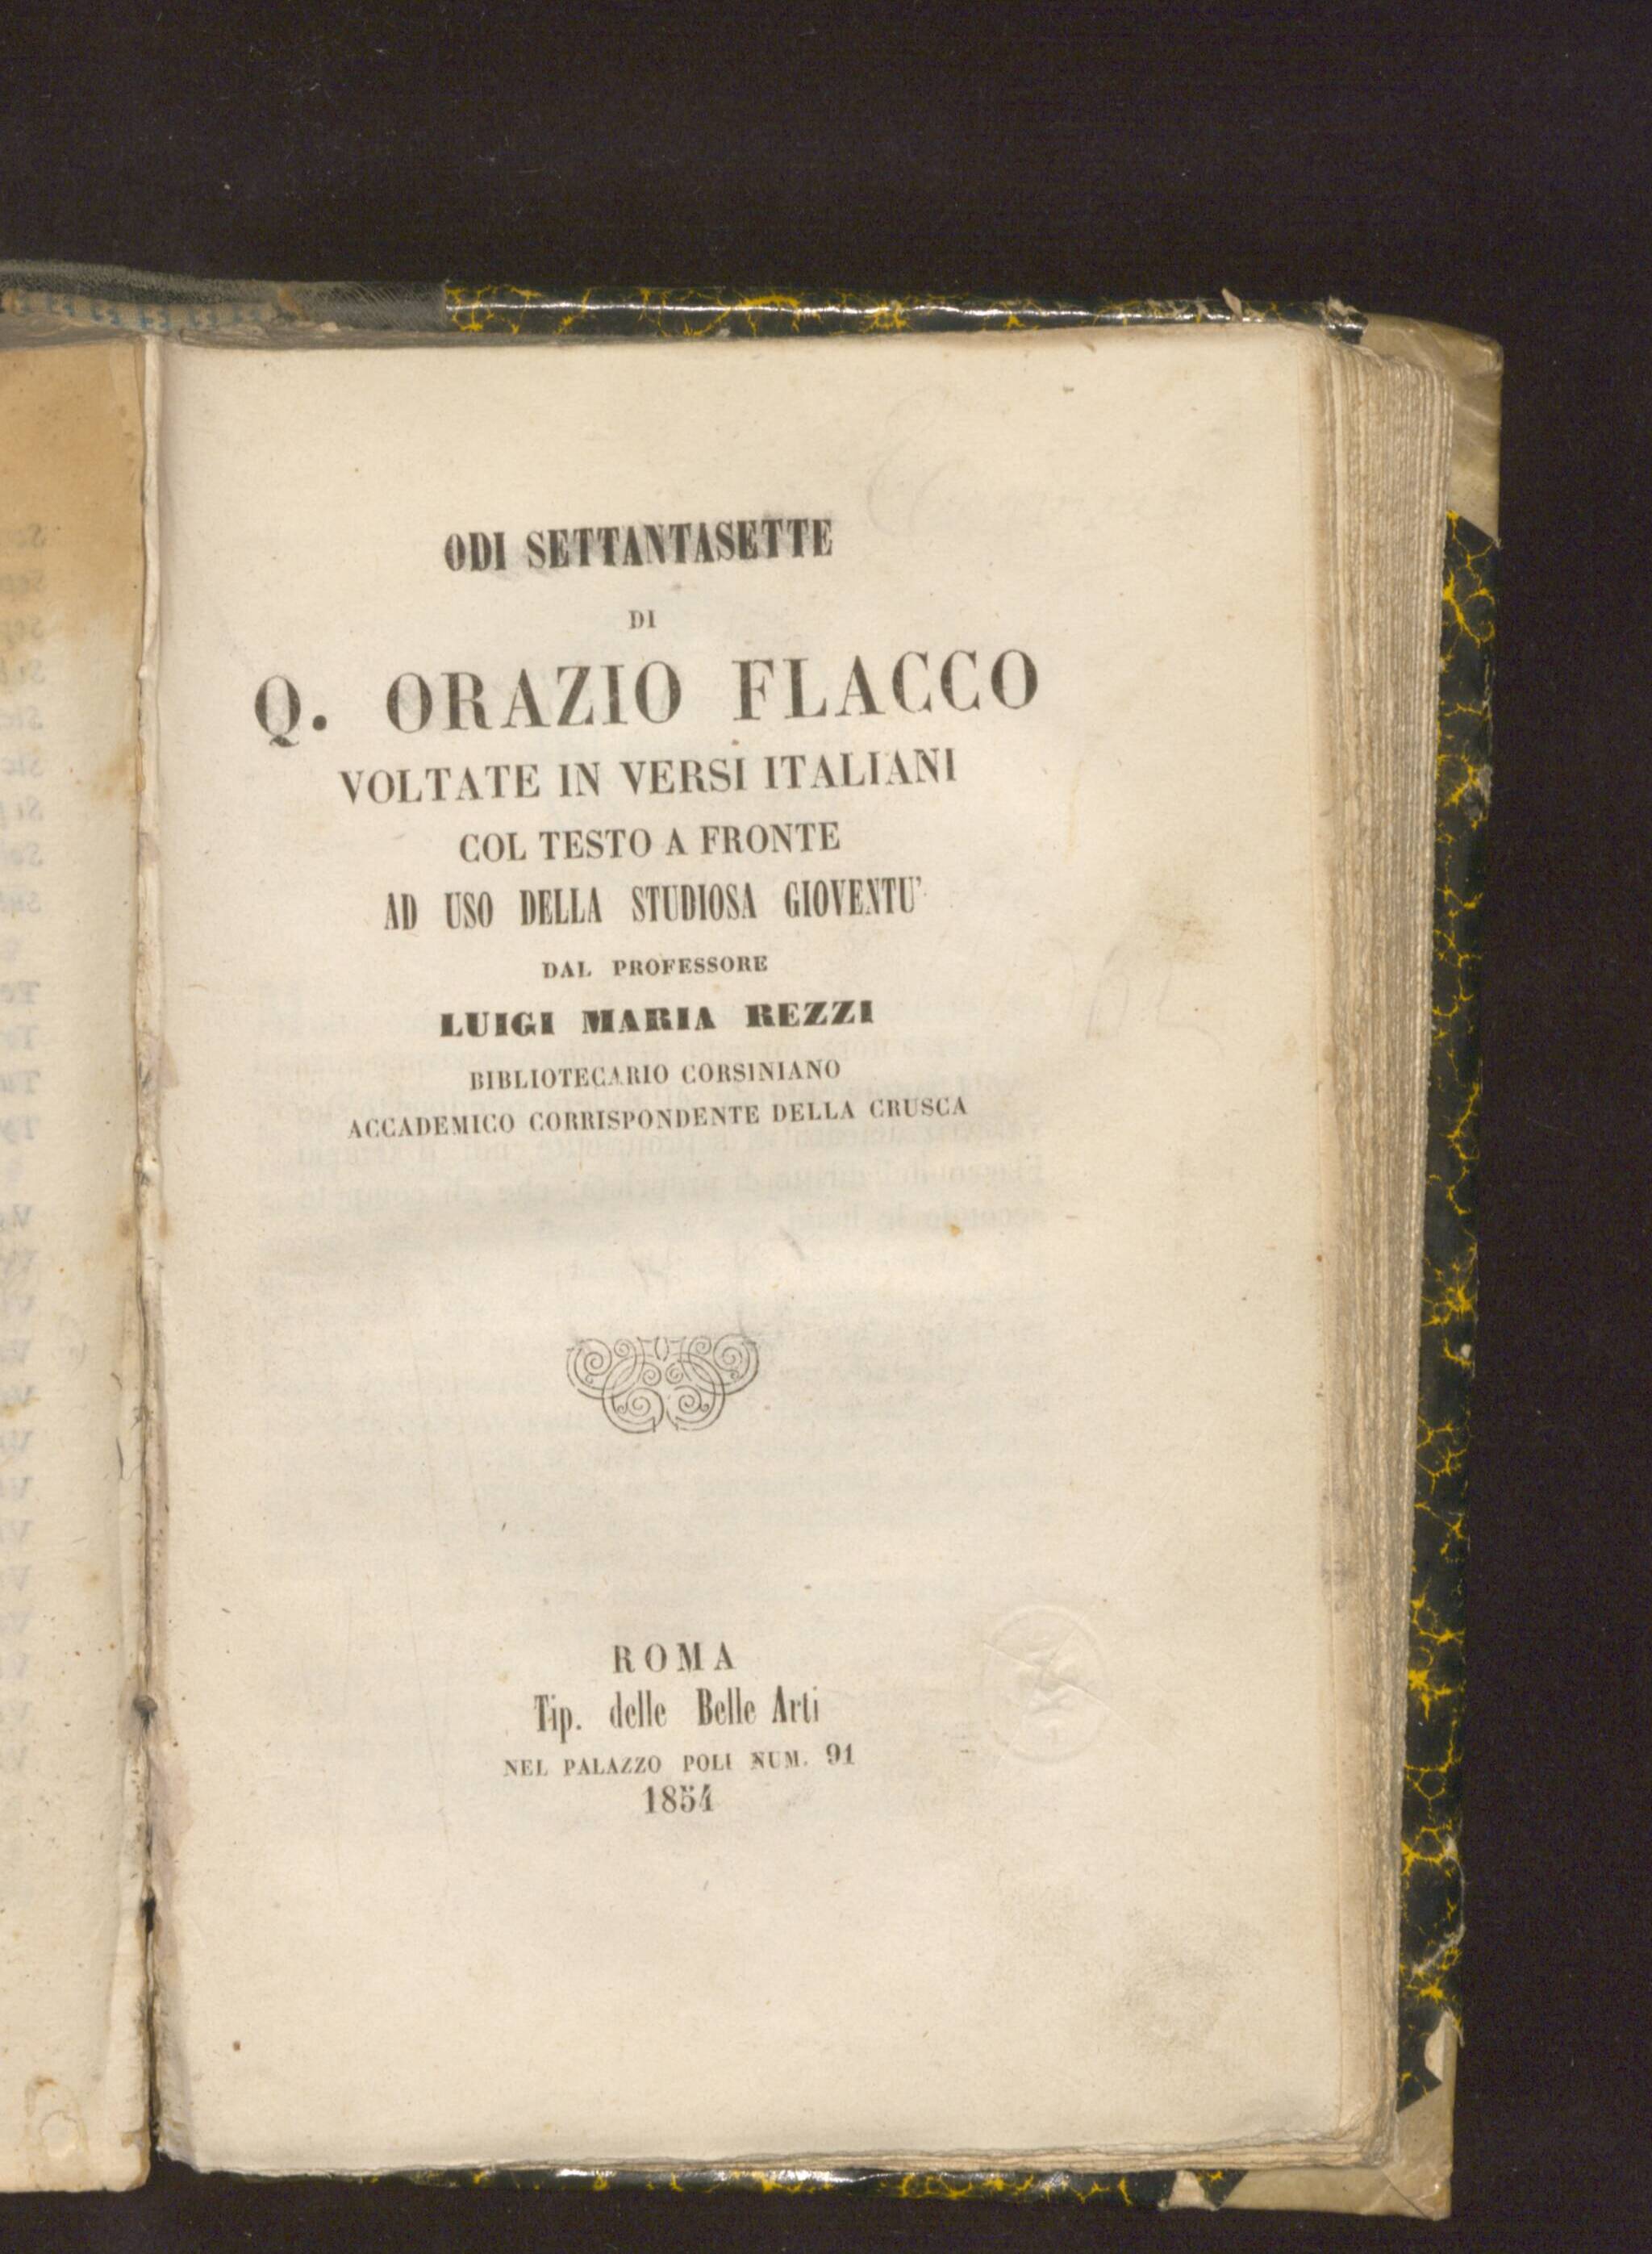 ODI SETTANTASETTE
DI
Q. ORAZIO FLACCO
VOLTATE IN VERSI ITALIANI
COL TESTO A FRONTE
AD USO DELLA STUDIOSA GIOVENTU'
DAL PROFESSORE
LUIGI MARIA REZZI
BIBLIOTECARIO CORSINIANO
ACCADEMICO CORRISPONDENTE DELLA CRUSCA
ROMA
Tip. delle Belle Arti
NEL PALAZZO POLI NUM. 91
1854